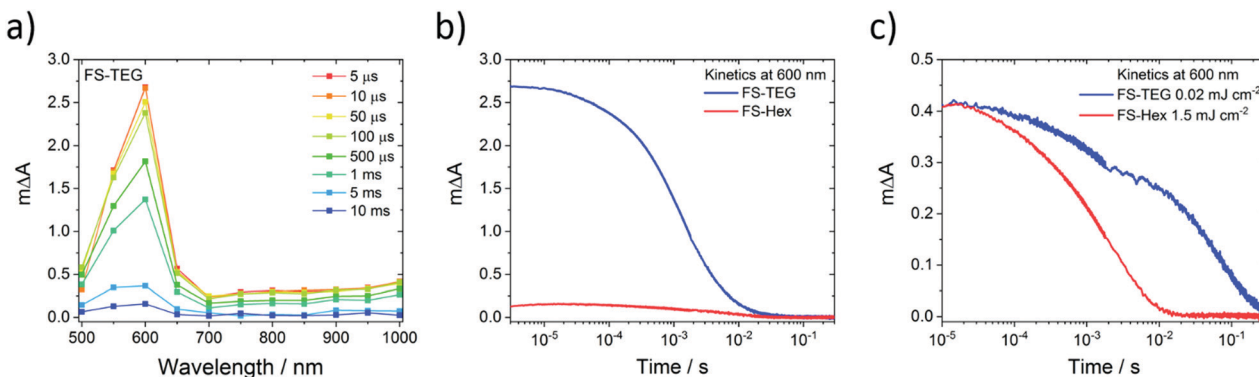 a)
FS-TEG
5 μs
10 μs
50 μs
100 μs
500 μs
1 ms
5 ms
10 ms
3.0
2.5
2.0
1.5
1.0
0.5
0.0
mΔA
500 600 700 800 900 1000
Wavelength / nm
b)
Kinetics at 600 nm
FS-TEG
FS-Hex
3.0
2.5
2.0
1.5
1.0
0.5
0.0
mΔA
10⁻⁵ 10⁻⁴ 10⁻³ 10⁻² 10⁻¹
Time / s
c)
Kinetics at 600 nm
FS-TEG 0.02 mJ cm⁻²
FS-Hex 1.5 mJ cm⁻²
0.5
0.4
0.3
0.2
0.1
0.0
mΔA
10⁻⁵ 10⁻⁴ 10⁻³ 10⁻² 10⁻¹
Time / s